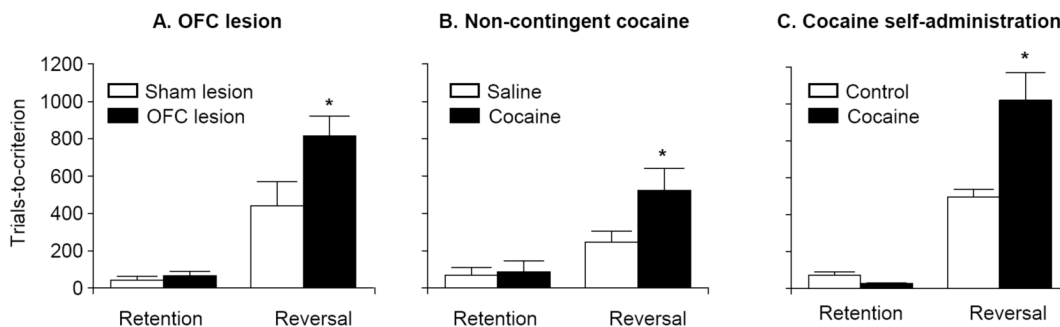 A. OFC lesion
B. Non-contingent cocaine
C. Cocaine self-administration
Trials-to-criterion
1200
1000
800
600
400
200
0
Sham lesion
OFC lesion
*
Retention
Reversal
Saline
Cocaine
*
Retention
Reversal
Control
Cocaine
*
Retention
Reversal